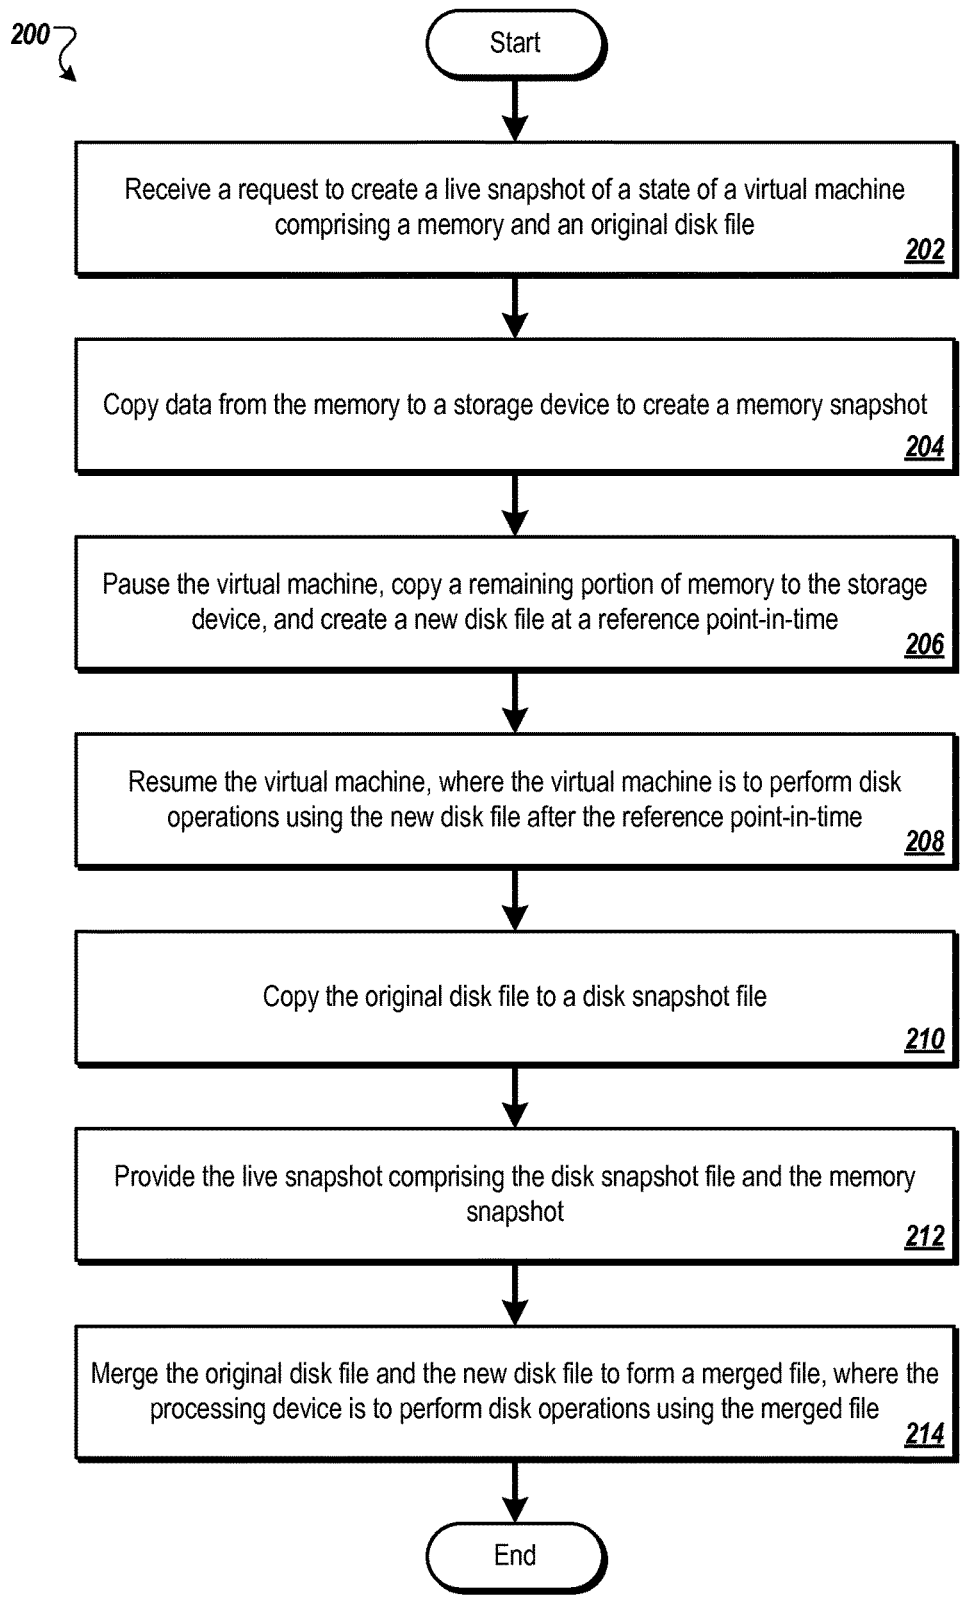 200
Start
Receive a request to create a live snapshot of a state of a virtual machine
comprising a memory and an original disk file
202
Copy data from the memory to a storage device to create a memory snapshot
204
Pause the virtual machine, copy a remaining portion of memory to the storage
device, and create a new disk file at a reference point-in-time
206
Resume the virtual machine, where the virtual machine is to perform disk
operations using the new disk file after the reference point-in-time
208
Copy the original disk file to a disk snapshot file
210
Provide the live snapshot comprising the disk snapshot file and the memory
snapshot
212
Merge the original disk file and the new disk file to form a merged file, where the
processing device is to perform disk operations using the merged file
214
End